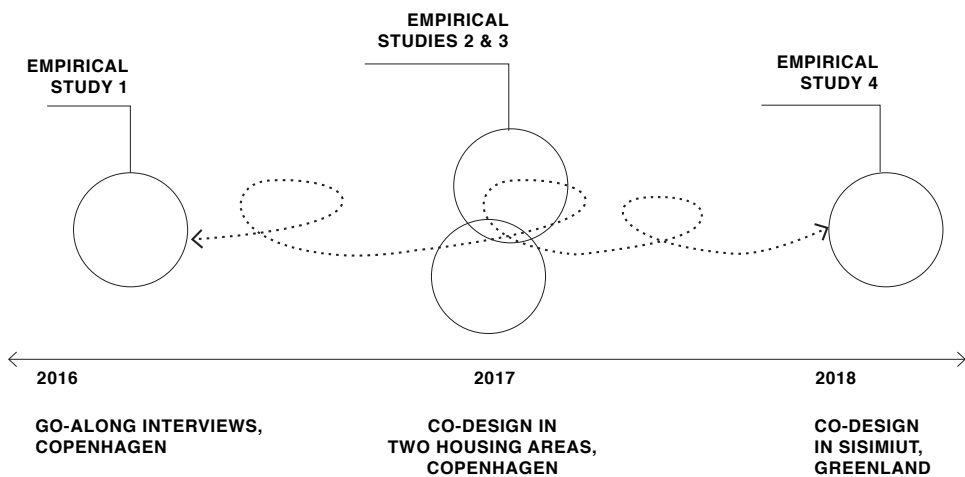 EMPIRICAL
STUDY 1
EMPIRICAL
STUDIES 2 & 3
EMPIRICAL
STUDY 4
2016
2017
2018
GO-ALONG INTERVIEWS,
COPENHAGEN
CO-DESIGN IN
TWO HOUSING AREAS,
COPENHAGEN
CO-DESIGN
IN SISIMIUT,
GREENLAND